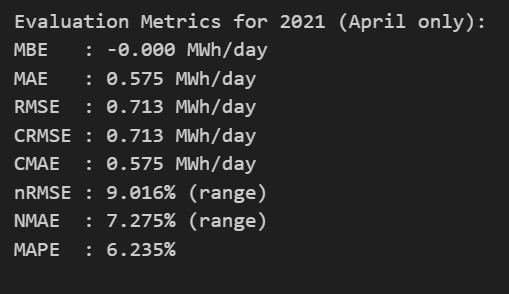 Evaluation Metrics for 2021 (April only):
MBE   : -0.000 MWh/day
MAE   : 0.575 MWh/day
RMSE  : 0.713 MWh/day
CRMSE : 0.713 MWh/day
CMAE  : 0.575 MWh/day
nRMSE : 9.016% (range)
NMAE  : 7.275% (range)
MAPE  : 6.235%